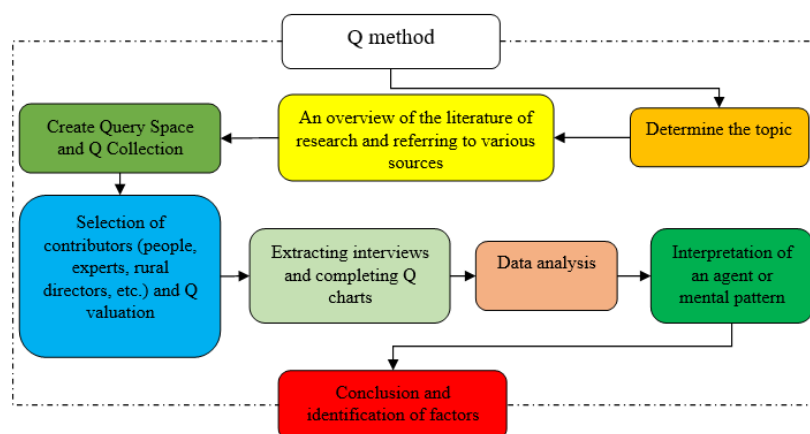 Q method
Determine the topic
An overview of the literature of
research and referring to various
sources
Create Query Space
and Q Collection
Selection of
contributors (people,
experts, rural
directors, etc.) and Q
valuation
Extracting interviews
and completing Q
charts
Data analysis
Interpretation of
an agent or
mental pattern
Conclusion and
identification of factors